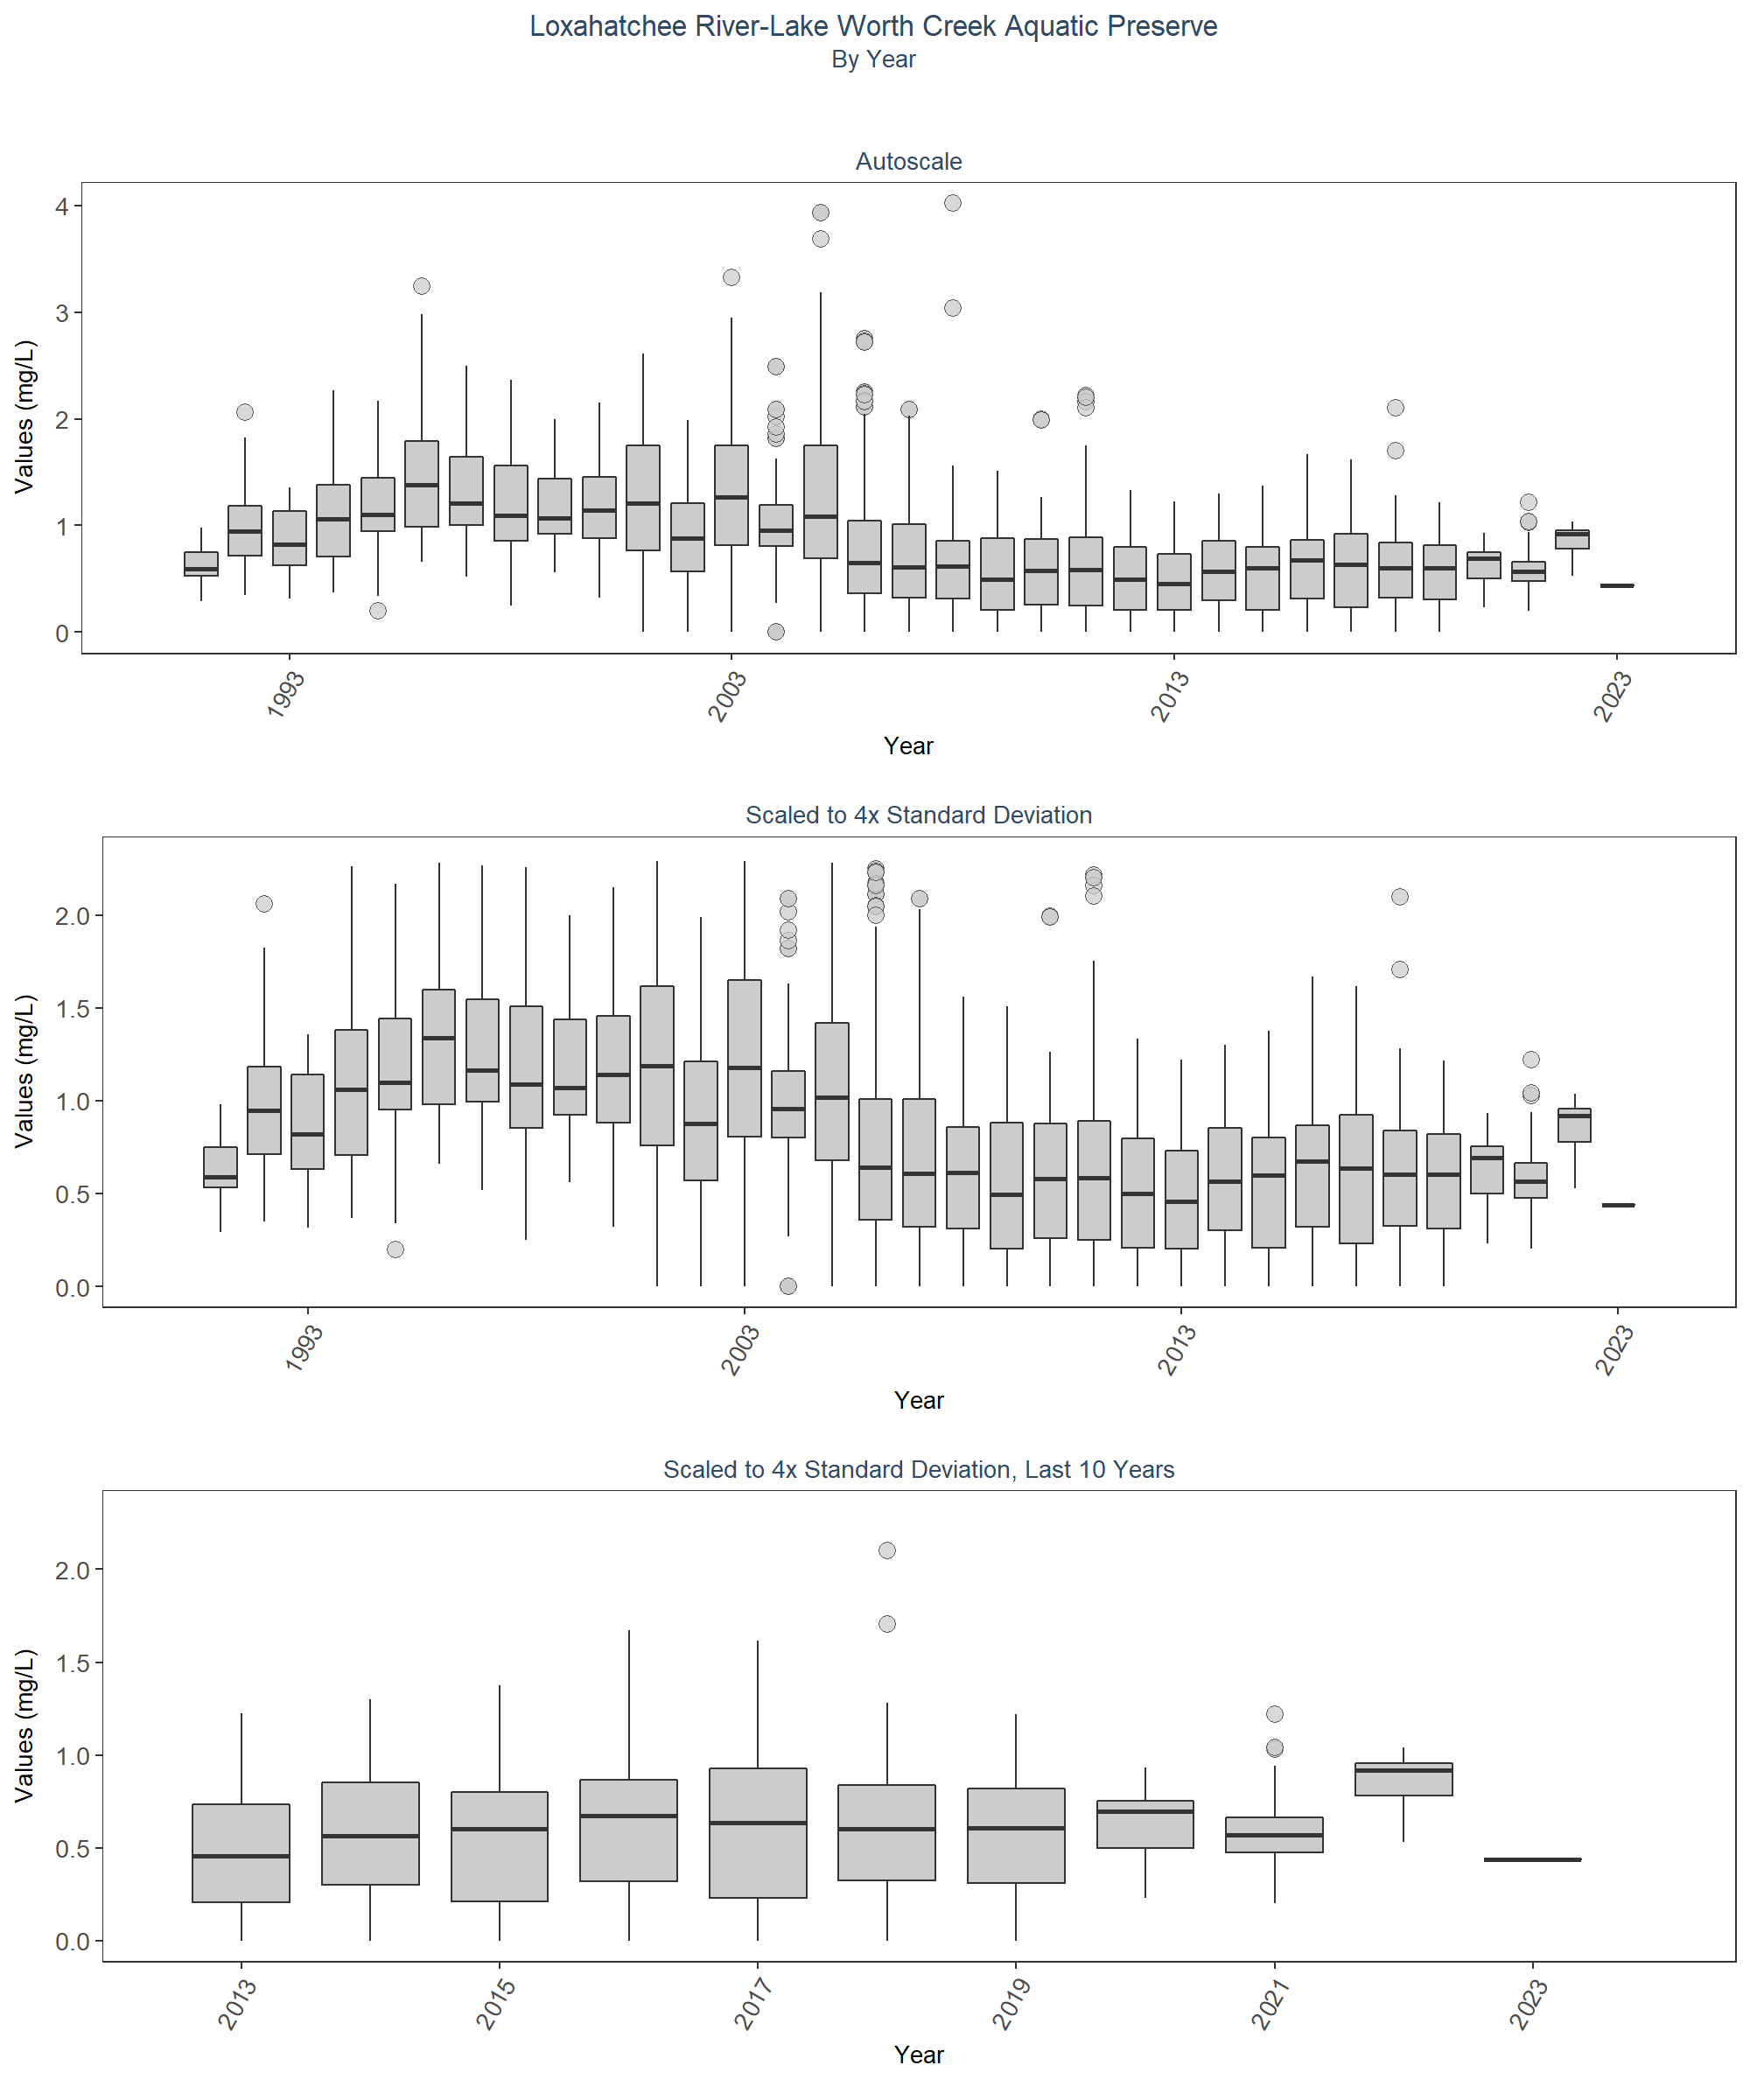 Loxahatchee River-Lake Worth Creek Aquatic Preserve
By Year
Autoscale
Values (mg/L)
4
3
2
1
0
1993
2003
2013
2023
Year
Scaled to 4x Standard Deviation
Values (mg/L)
2.0
1.5
1.0
0.5
0.0
1993
2003
2013
2023
Year
Scaled to 4x Standard Deviation, Last 10 Years
Values (mg/L)
2.0
1.5
1.0
0.5
0.0
2013
2015
2017
2019
2021
2023
Year